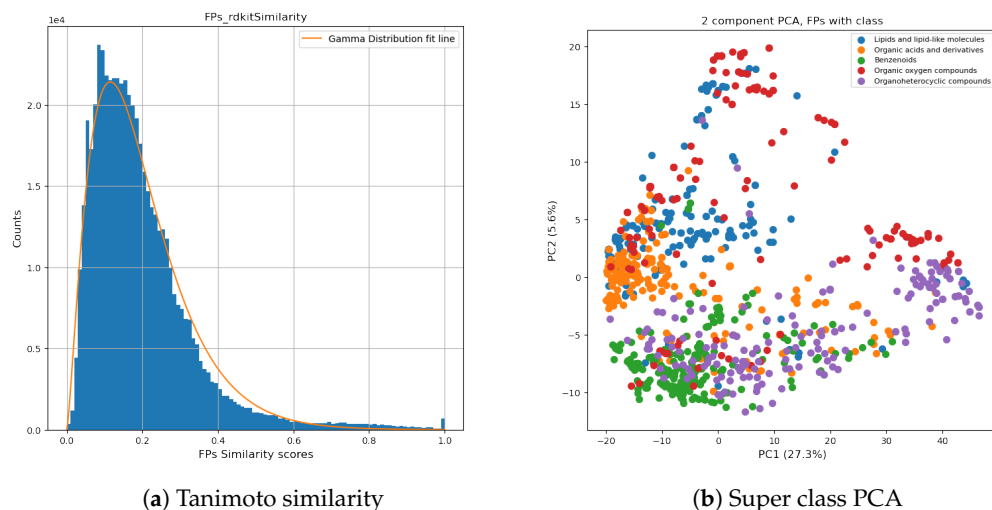 FPs_rdkitSimilarity
1e4
Gamma Distribution fit line
2.0
1.5
1.0
0.5
0.0
Counts
0.0 0.2 0.4 0.6 0.8 1.0
FPs Similarity scores
(a) Tanimoto similarity
2 component PCA, FPs with class
Lipids and lipid-like molecules
Organic acids and derivatives
Benzenoids
Organic oxygen compounds
Organoheterocyclic compounds
20
15
10
5
0
−5
−10
PC2 (5.6%)
−20 −10 0 10 20 30 40
PC1 (27.3%)
(b) Super class PCA